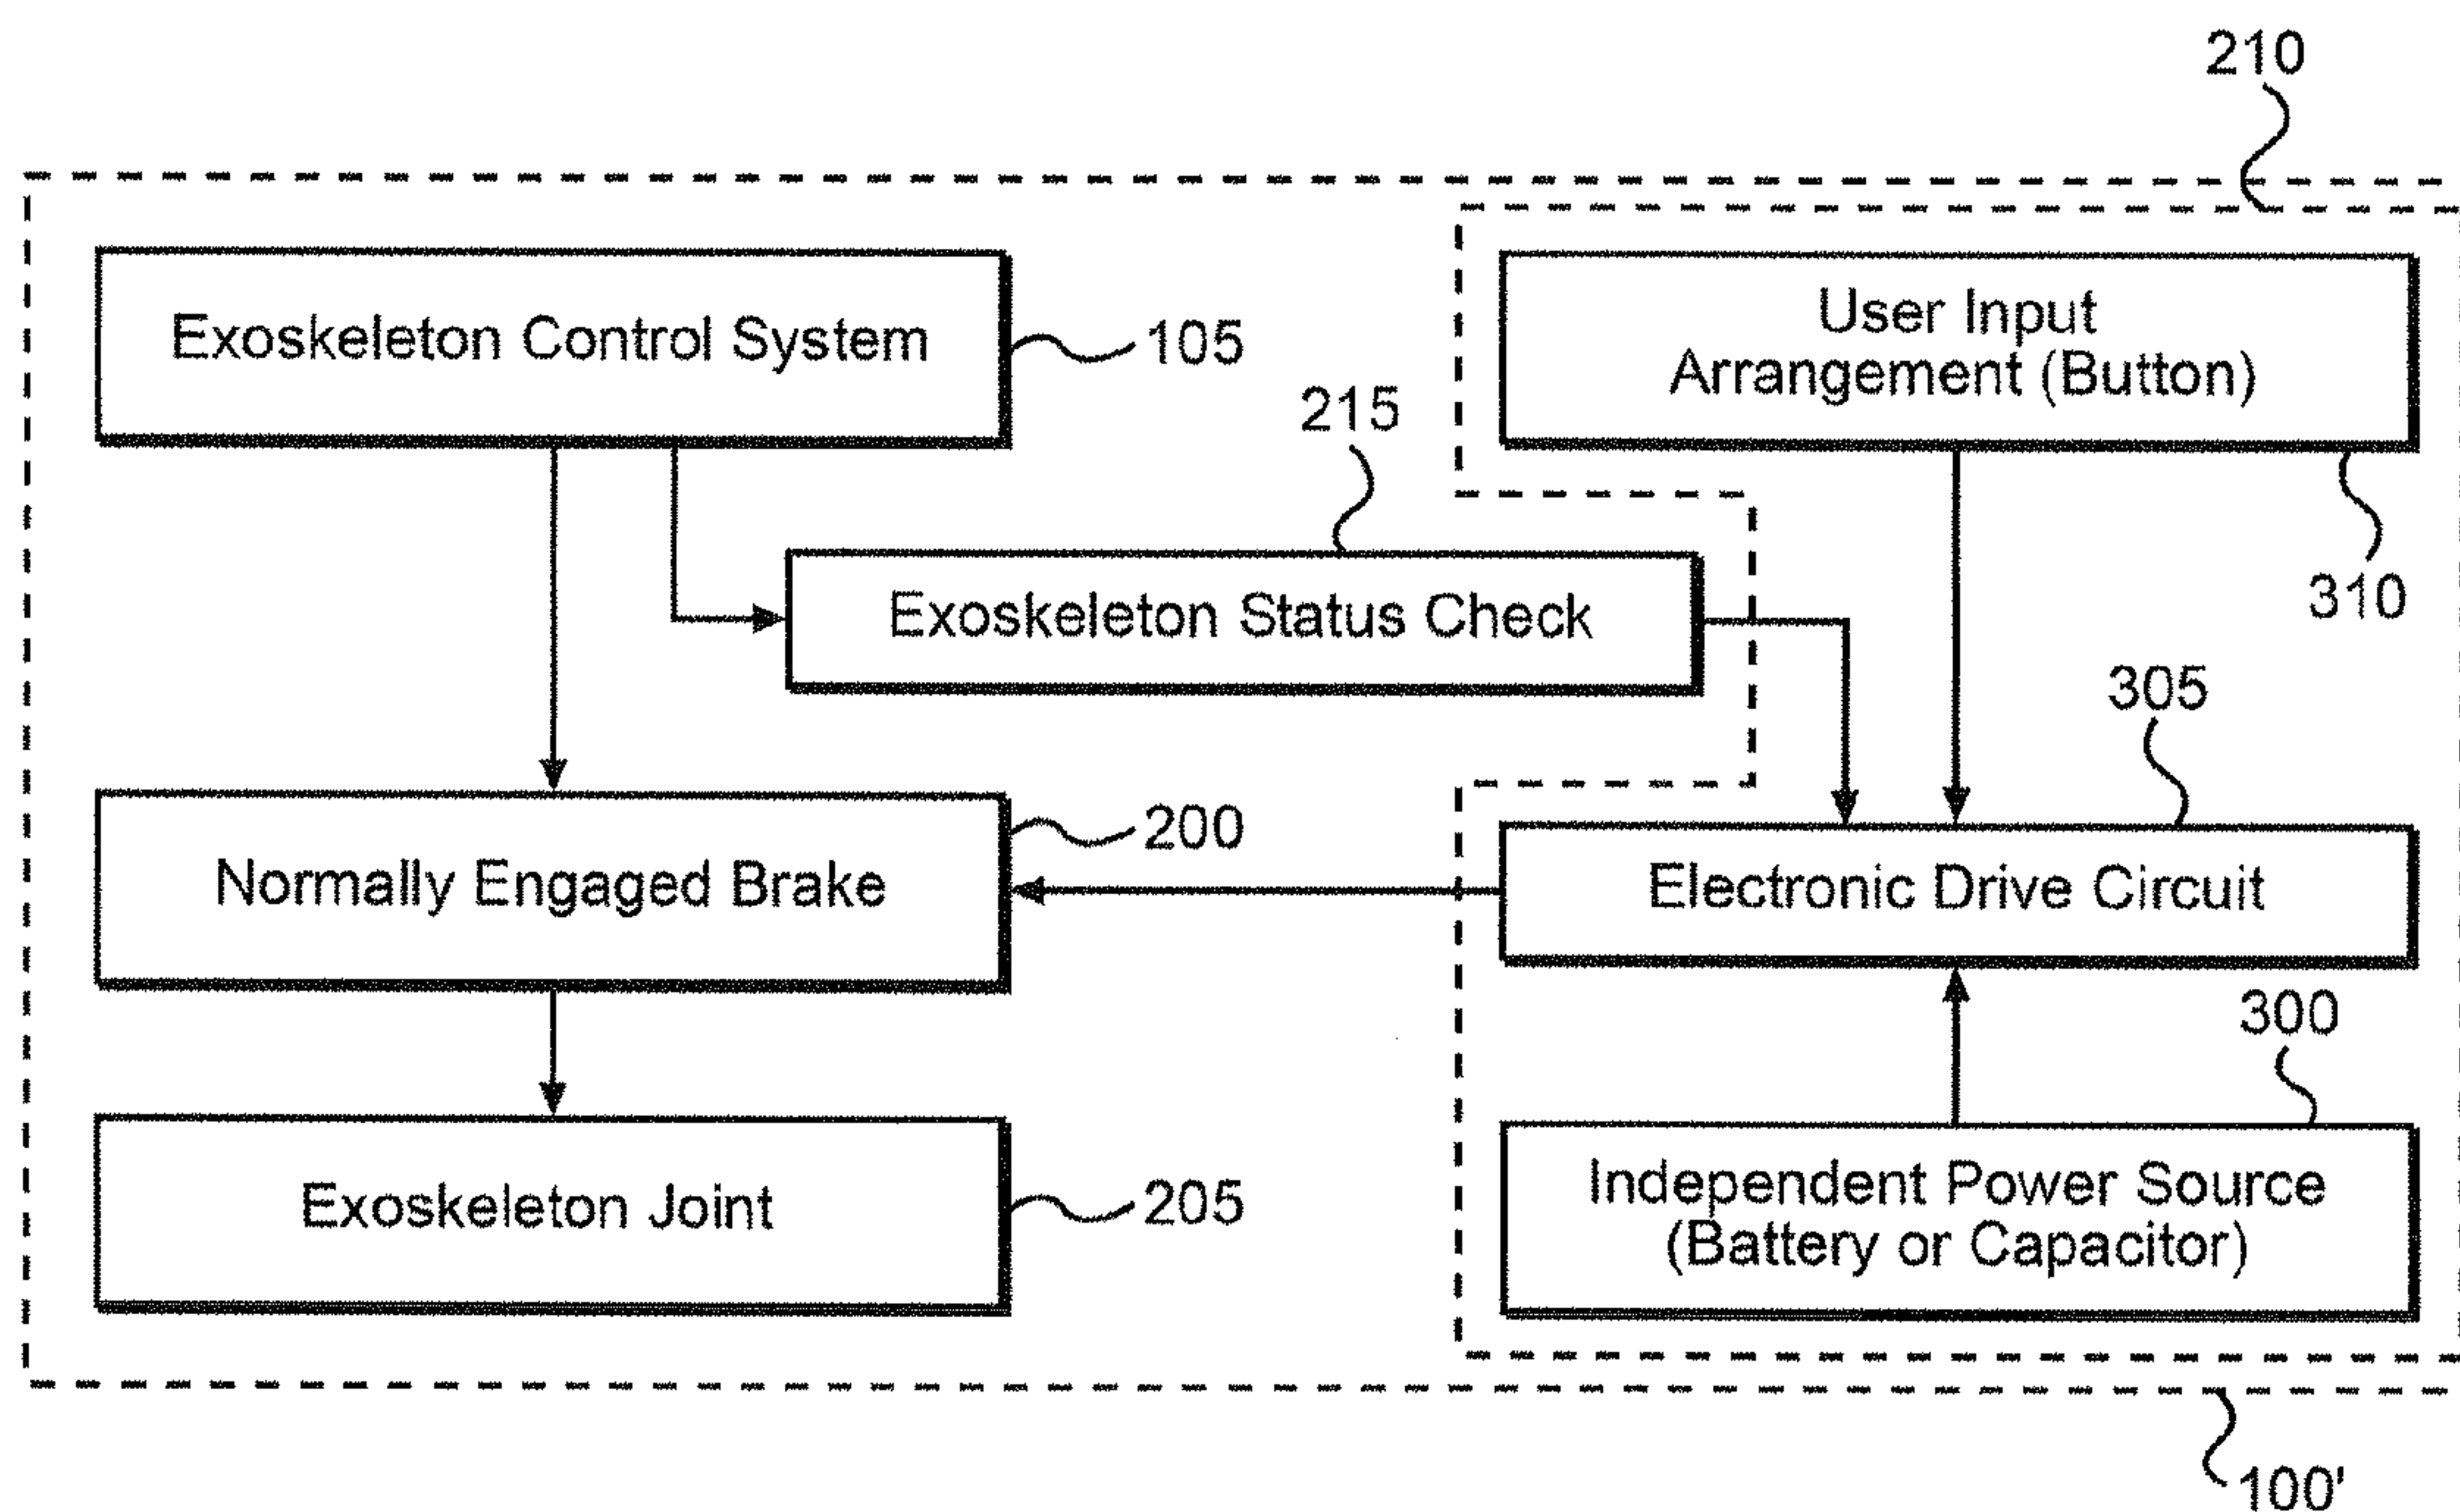 210
Exoskeleton Control System
105
User Input
Arrangement (Button)
310
215
Exoskeleton Status Check
305
Normally Engaged Brake
200
Electronic Drive Circuit
300
Exoskeleton Joint
205
Independent Power Source
(Battery or Capacitor)
100'